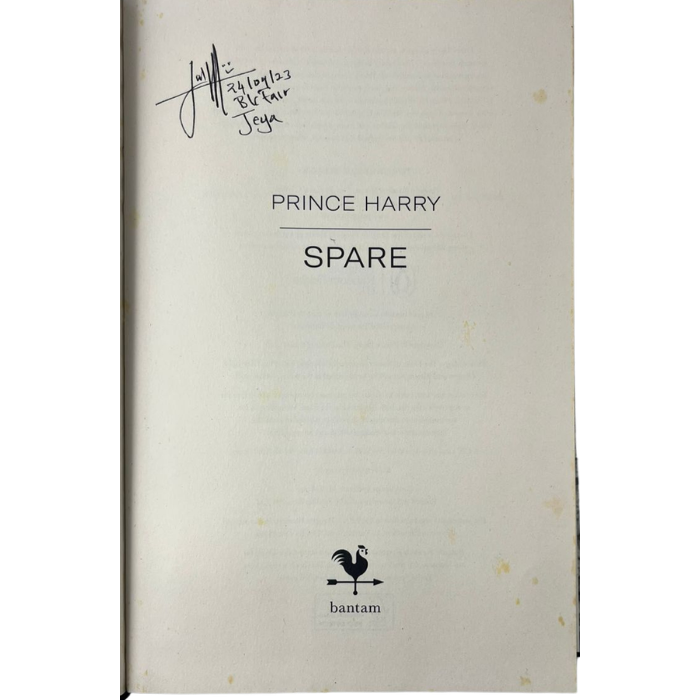 24/04/23
Bk Fair
Jeya
PRINCE HARRY
SPARE
bantam